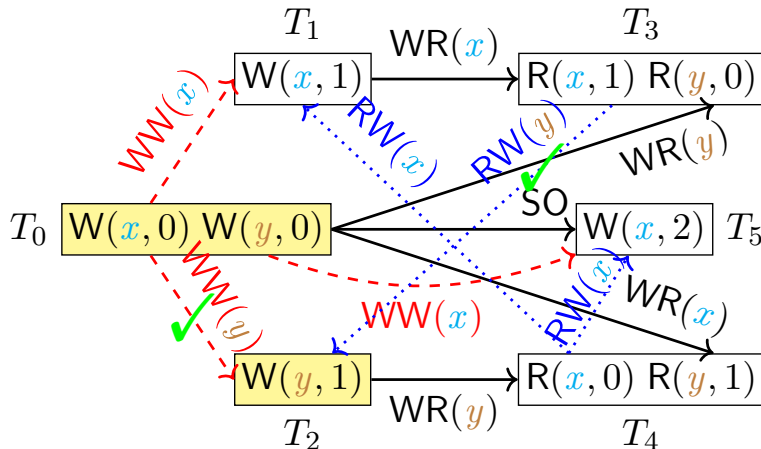 T₁ T₃
W(x, 1) WR(x) R(x, 1) R(y, 0)
WW(x) RW(x) RW(y) WR(y)
SO
T₀ W(x, 0) W(y, 0) W(x, 2) T₅
WW(y) WW(x) RW(x) WR(x)
W(y, 1) WR(y) R(x, 0) R(y, 1)
T₂ T₄